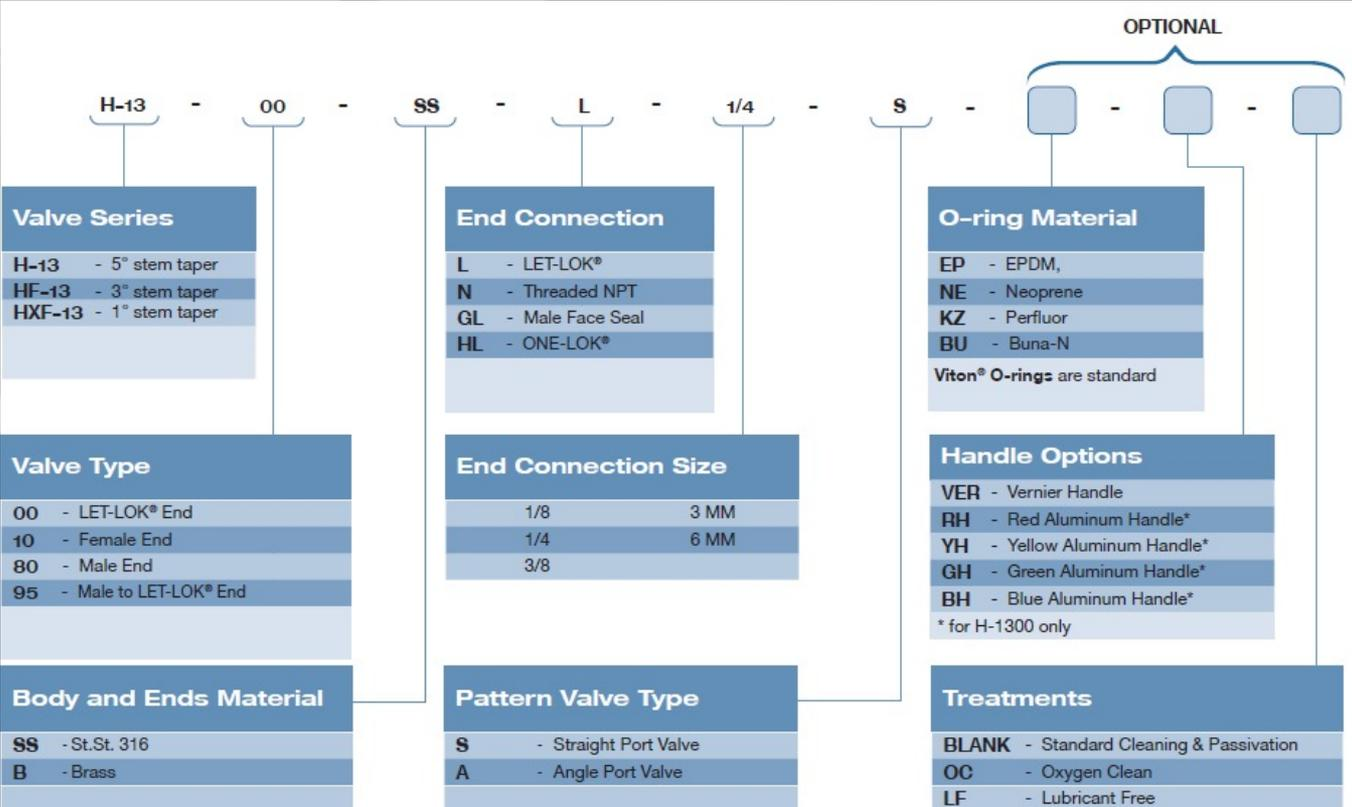 OPTIONAL
H-13 - 00 - SS - L - 1/4 - S - - -
Valve Series
H-13 - 5° stem taper
HF-13 - 3° stem taper
HXF-13 - 1° stem taper
End Connection
L - LET-LOK®
N - Threaded NPT
GL - Male Face Seal
HL - ONE-LOK®
O-ring Material
EP - EPDM,
NE - Neoprene
KZ - Perfluor
BU - Buna-N
Viton® O-rings are standard
Valve Type
00 - LET-LOK® End
10 - Female End
80 - Male End
95 - Male to LET-LOK® End
End Connection Size
1/8 3 MM
1/4 6 MM
3/8
Handle Options
VER - Vernier Handle
RH - Red Aluminum Handle*
YH - Yellow Aluminum Handle*
GH - Green Aluminum Handle*
BH - Blue Aluminum Handle*
* for H-1300 only
Body and Ends Material
SS - St.St. 316
B - Brass
Pattern Valve Type
S - Straight Port Valve
A - Angle Port Valve
Treatments
BLANK - Standard Cleaning & Passivation
OC - Oxygen Clean
LF - Lubricant Free